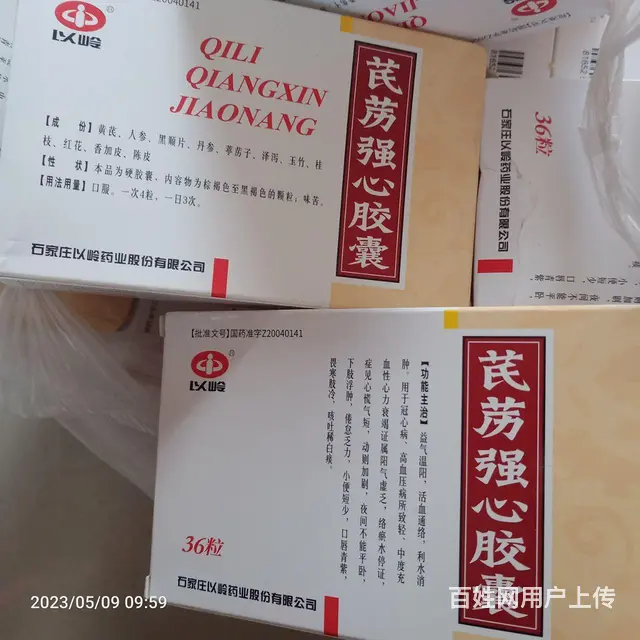 Z20040141
以岭
QILI
QIANGXIN
JIAONANG
芪苈强心胶囊
【成 份】黄芪、人参、黑顺片、丹参、葶苈子、泽泻、玉竹、桂
枝、红花、香加皮、陈皮
【性 状】本品为硬胶囊，内容物为棕褐色至黑褐色的颗粒；味苦。
【用法用量】口服。一次4粒，一日3次。
石家庄以岭药业股份有限公司
36粒
石家庄以岭药业股份有限公司
【批准文号】国药准字Z20040141
以岭
【功能主治】益气温阳，活血通络，利水消
肿。用于冠心病、高血压病所致轻、中度充
血性心力衰竭证属阳气虚乏，络瘀水停证，
症见心慌气短，动则加剧，夜间不能平卧，
下肢浮肿，倦怠乏力，小便短少，口唇青紫，
畏寒肢冷，咳吐稀白痰。
芪苈强心胶囊
36粒
石家庄以岭药业股份有限公司
2023/05/09 09:59
百姓网用户上传